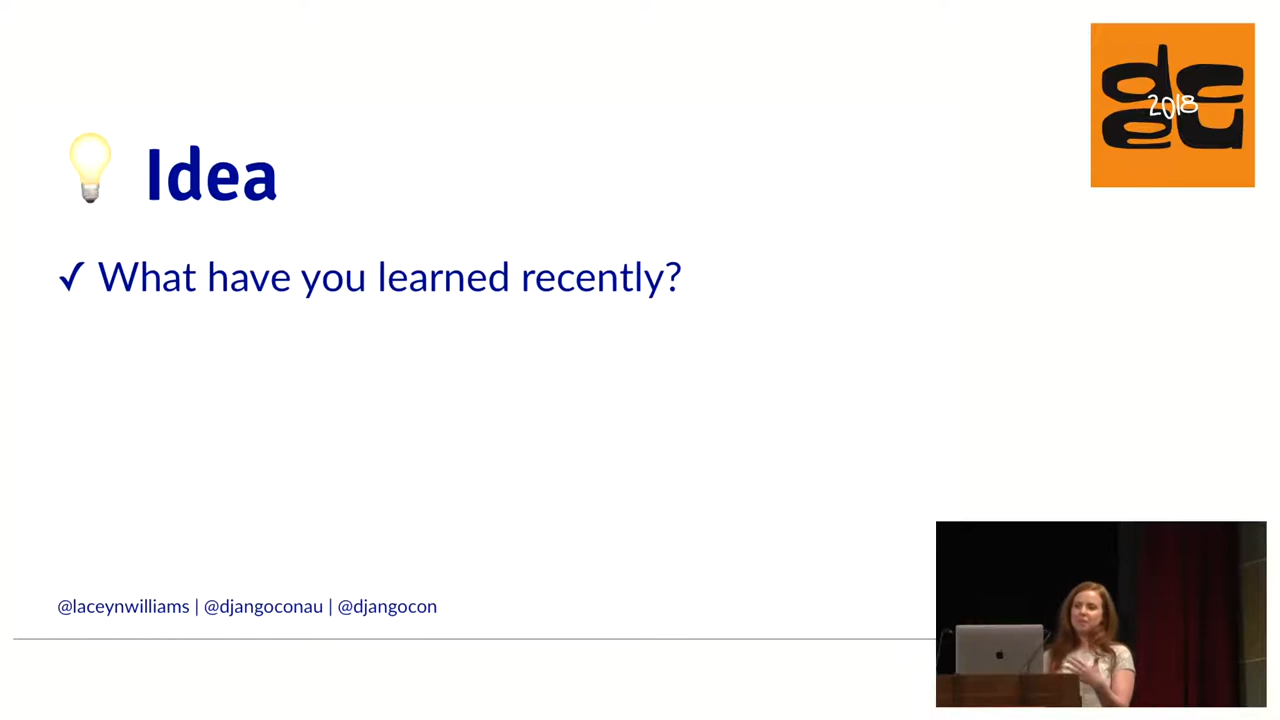 2018
Idea
✓ What have you learned recently?
@laceynwilliams | @djangoconau | @djangocon